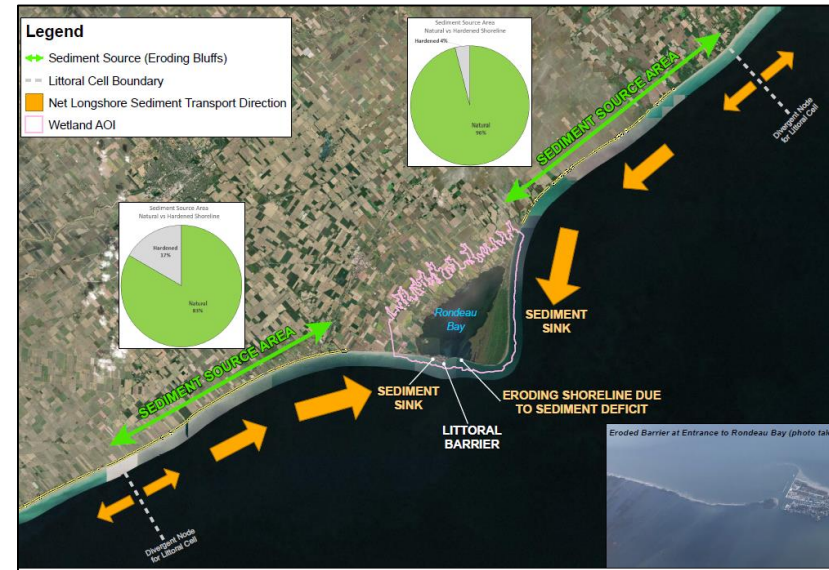 Legend
Sediment Source (Eroding Bluffs)
Littoral Cell Boundary
Net Longshore Sediment Transport Direction
Wetland AOI
Sediment Source Area
Natural vs Hardened Shoreline
Hardened 4%
Natural
96%
SEDIMENT SOURCE AREA
Divergent Node
for Littoral Cell
Sediment Source Area
Natural vs Hardened Shoreline
Hardened
17%
Natural
83%
SEDIMENT SOURCE AREA
Rondeau
Bay
SEDIMENT
SINK
SEDIMENT
SINK
ERODING SHORELINE DUE
TO SEDIMENT DEFICIT
LITTORAL
BARRIER
Divergent Node
for Littoral Cell
Eroded Barrier at Entrance to Rondeau Bay (photo